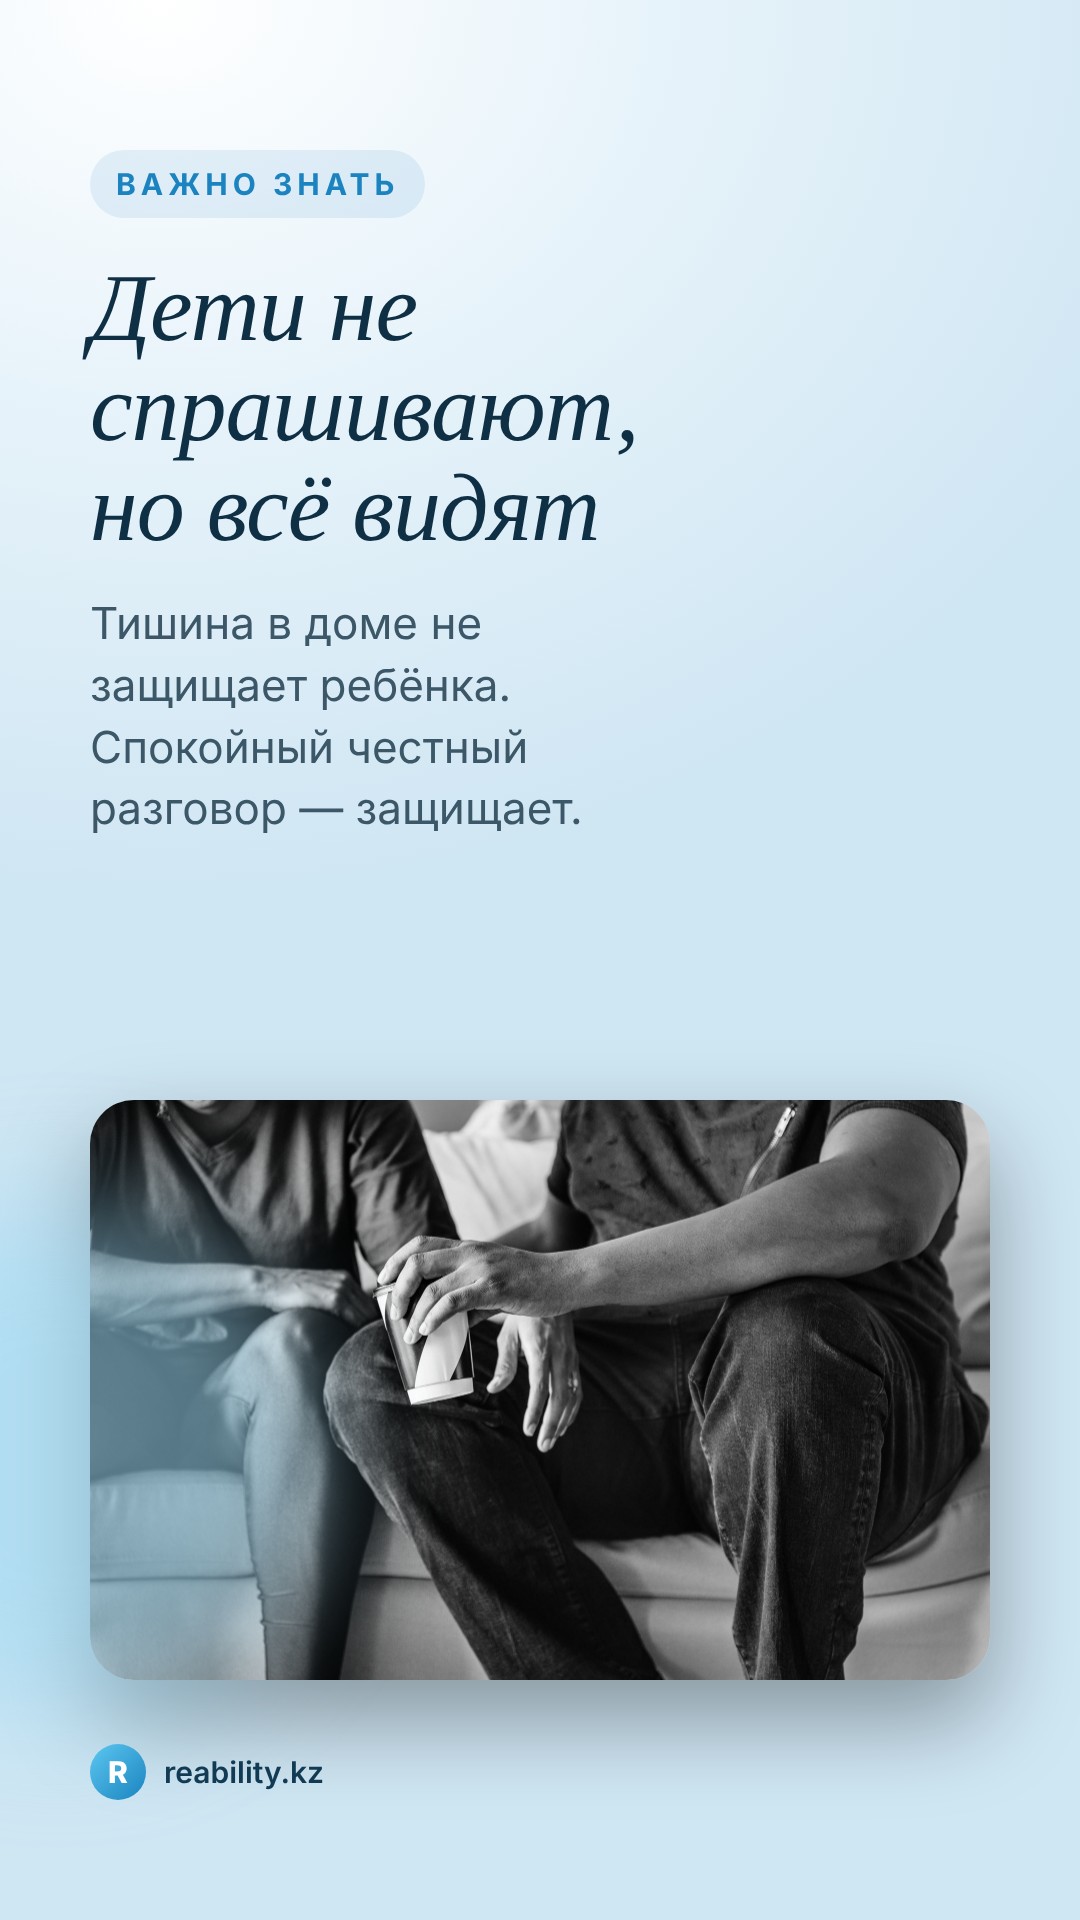 ВАЖНО ЗНАТЬ
Дети не
спрашивают,
но всё видят
Тишина в доме не
защищает ребёнка.
Спокойный честный
разговор — защищает.
R reability.kz